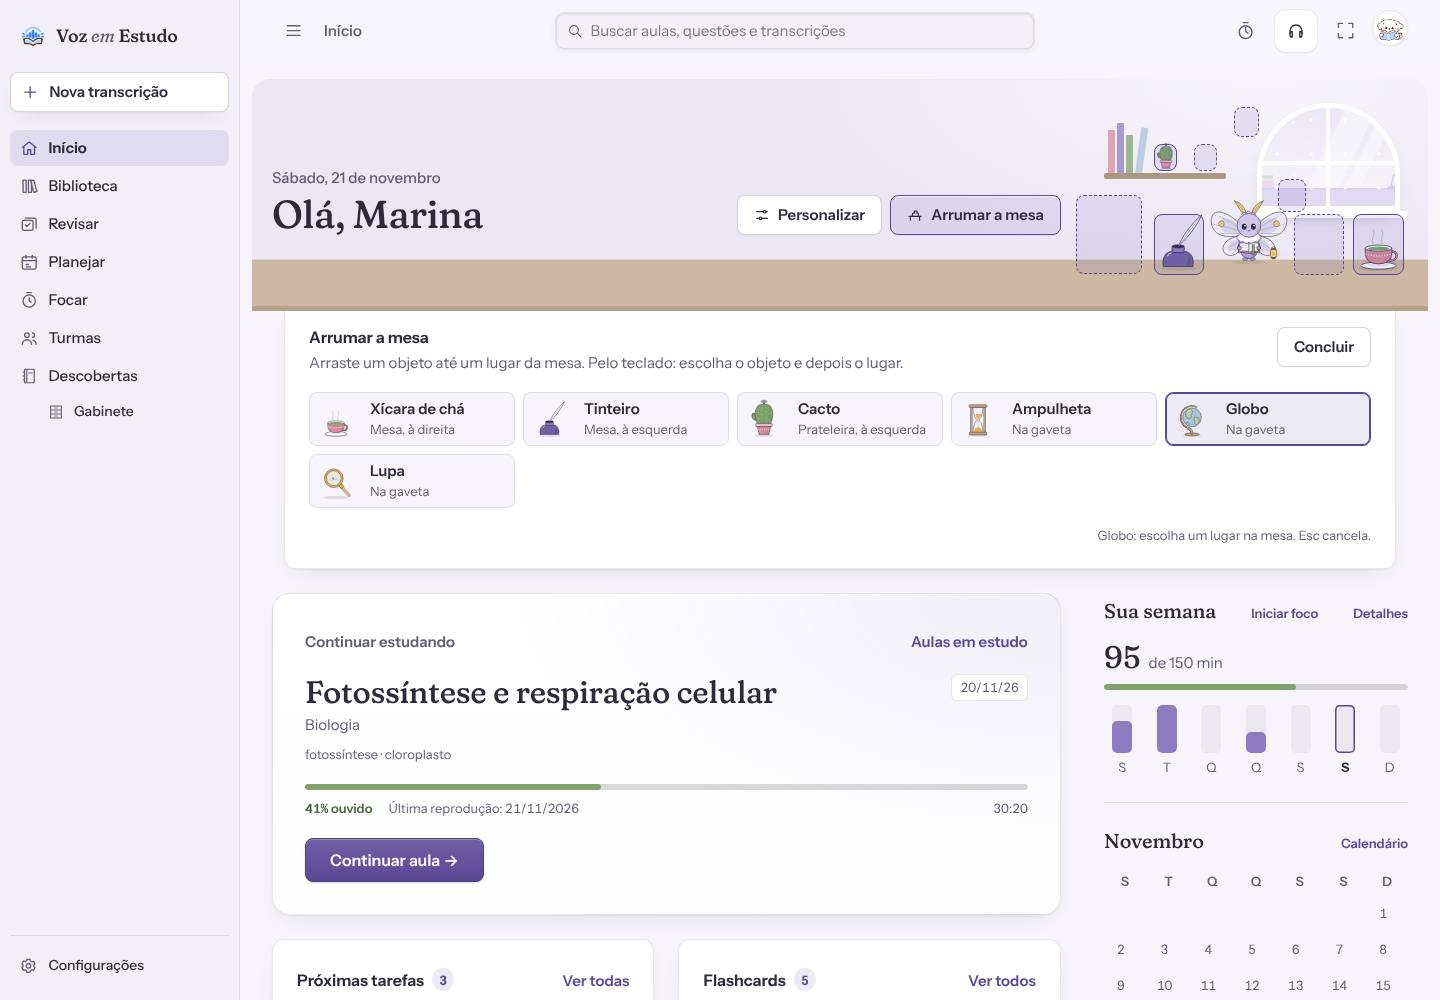 Voz em Estudo
Nova transcrição
Início
Biblioteca
Revisar
Planejar
Focar
Turmas
Descobertas
Gabinete
Configurações
Início
Buscar aulas, questões e transcrições
Sábado, 21 de novembro
Olá, Marina
Personalizar
Arrumar a mesa
Arrumar a mesa
Arraste um objeto até um lugar da mesa. Pelo teclado: escolha o objeto e depois o lugar.
Concluir
Xícara de chá
Mesa, à direita
Tinteiro
Mesa, à esquerda
Cacto
Prateleira, à esquerda
Ampulheta
Na gaveta
Globo
Na gaveta
Lupa
Na gaveta
Globo: escolha um lugar na mesa. Esc cancela.
Continuar estudando
Aulas em estudo
Fotossíntese e respiração celular
20/11/26
Biologia
fotossíntese · cloroplasto
41% ouvido Última reprodução: 21/11/2026 30:20
Continuar aula →
Próximas tarefas 3 Ver todas
Flashcards 5 Ver todos
Sua semana Iniciar foco Detalhes
95 de 150 min
S T Q Q S S D
Novembro Calendário
S T Q Q S S D
1
2 3 4 5 6 7 8
9 10 11 12 13 14 15